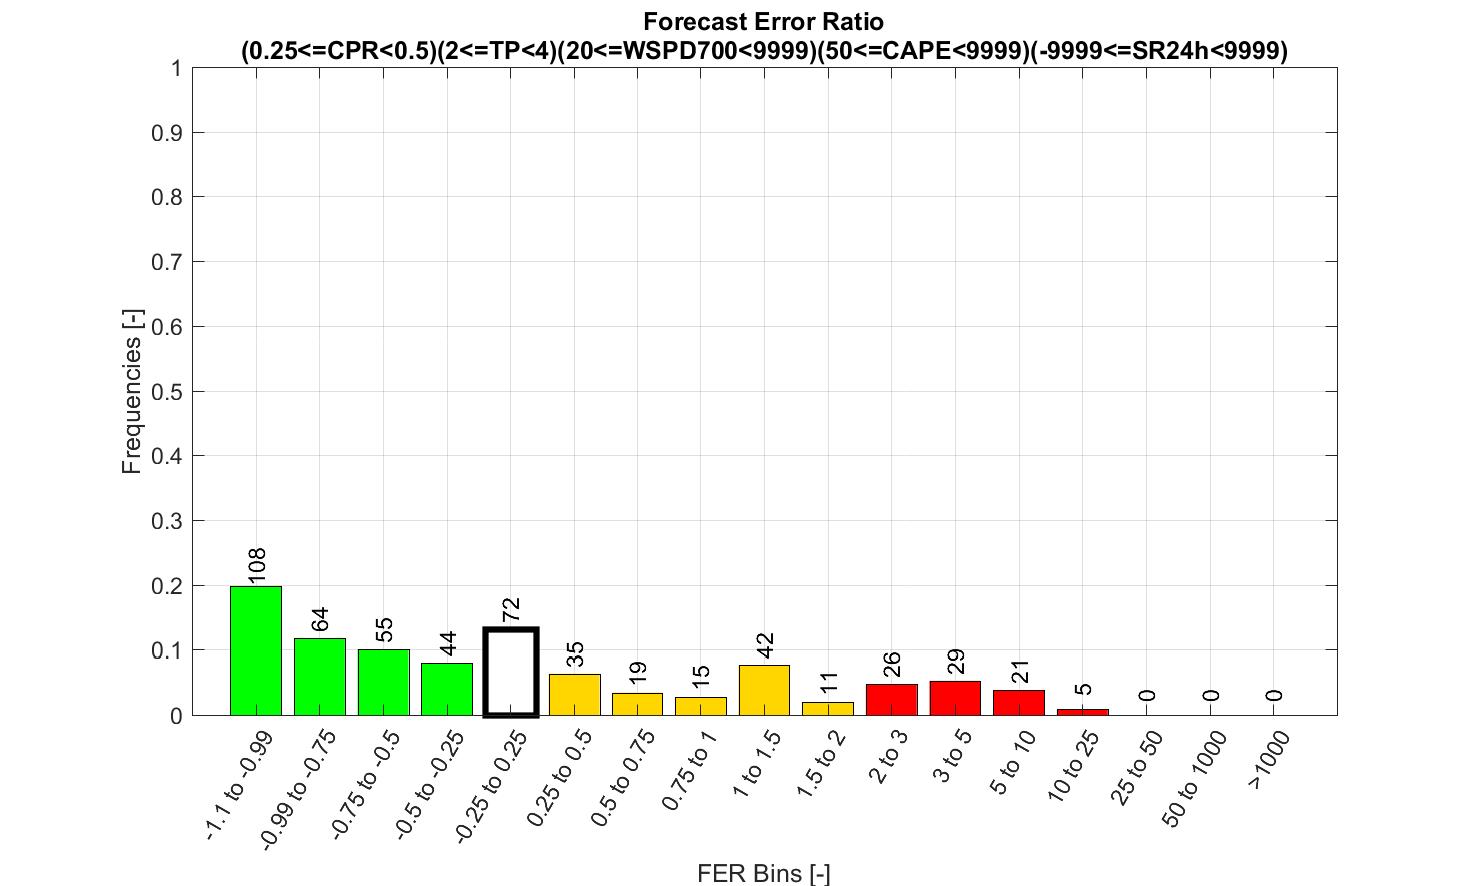 Forecast Error Ratio
(0.25<=CPR<0.5)(2<=TP<4)(20<=WSPD700<9999)(50<=CAPE<9999)(-9999<=SR24h<9999)
1
0.9
0.8
0.7
0.6
0.5
0.4
0.3
0.2
0.1
0
Frequencies [-]
108
64
55
44
72
35
19
15
42
11
26
29
21
5
0
0
0
-1.1 to -0.99
-0.99 to -0.75
-0.75 to -0.5
-0.5 to -0.25
-0.25 to 0.25
0.25 to 0.5
0.5 to 0.75
0.75 to 1
1 to 1.5
1.5 to 2
2 to 3
3 to 5
5 to 10
10 to 25
25 to 50
50 to 1000
>1000
FER Bins [-]